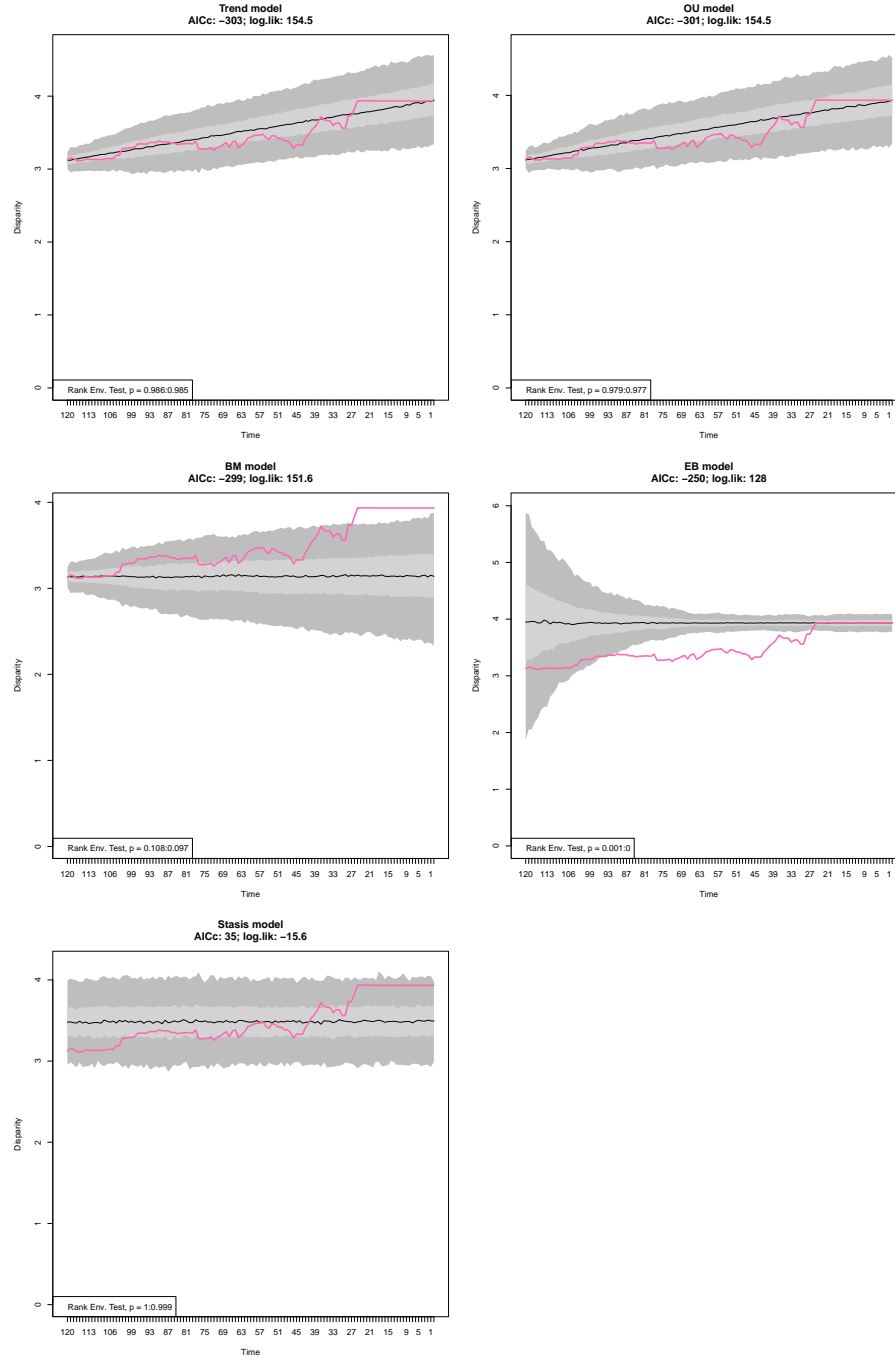 Trend model
AICc: −303; log.lik: 154.5
Disparity
4
3
2
1
0
Rank Env. Test, p = 0.986:0.985
120 113 106 99 93 87 81 75 69 63 57 51 45 39 33 27 21 15 9 5 1
Time
OU model
AICc: −301; log.lik: 154.5
Disparity
4
3
2
1
0
Rank Env. Test, p = 0.979:0.977
120 113 106 99 93 87 81 75 69 63 57 51 45 39 33 27 21 15 9 5 1
Time
BM model
AICc: −299; log.lik: 151.6
Disparity
4
3
2
1
0
Rank Env. Test, p = 0.108:0.097
120 113 106 99 93 87 81 75 69 63 57 51 45 39 33 27 21 15 9 5 1
Time
EB model
AICc: −250; log.lik: 128
Disparity
6
5
4
3
2
1
0
Rank Env. Test, p = 0.001:0
120 113 106 99 93 87 81 75 69 63 57 51 45 39 33 27 21 15 9 5 1
Time
Stasis model
AICc: 35; log.lik: −15.6
Disparity
4
3
2
1
0
Rank Env. Test, p = 1:0.999
120 113 106 99 93 87 81 75 69 63 57 51 45 39 33 27 21 15 9 5 1
Time